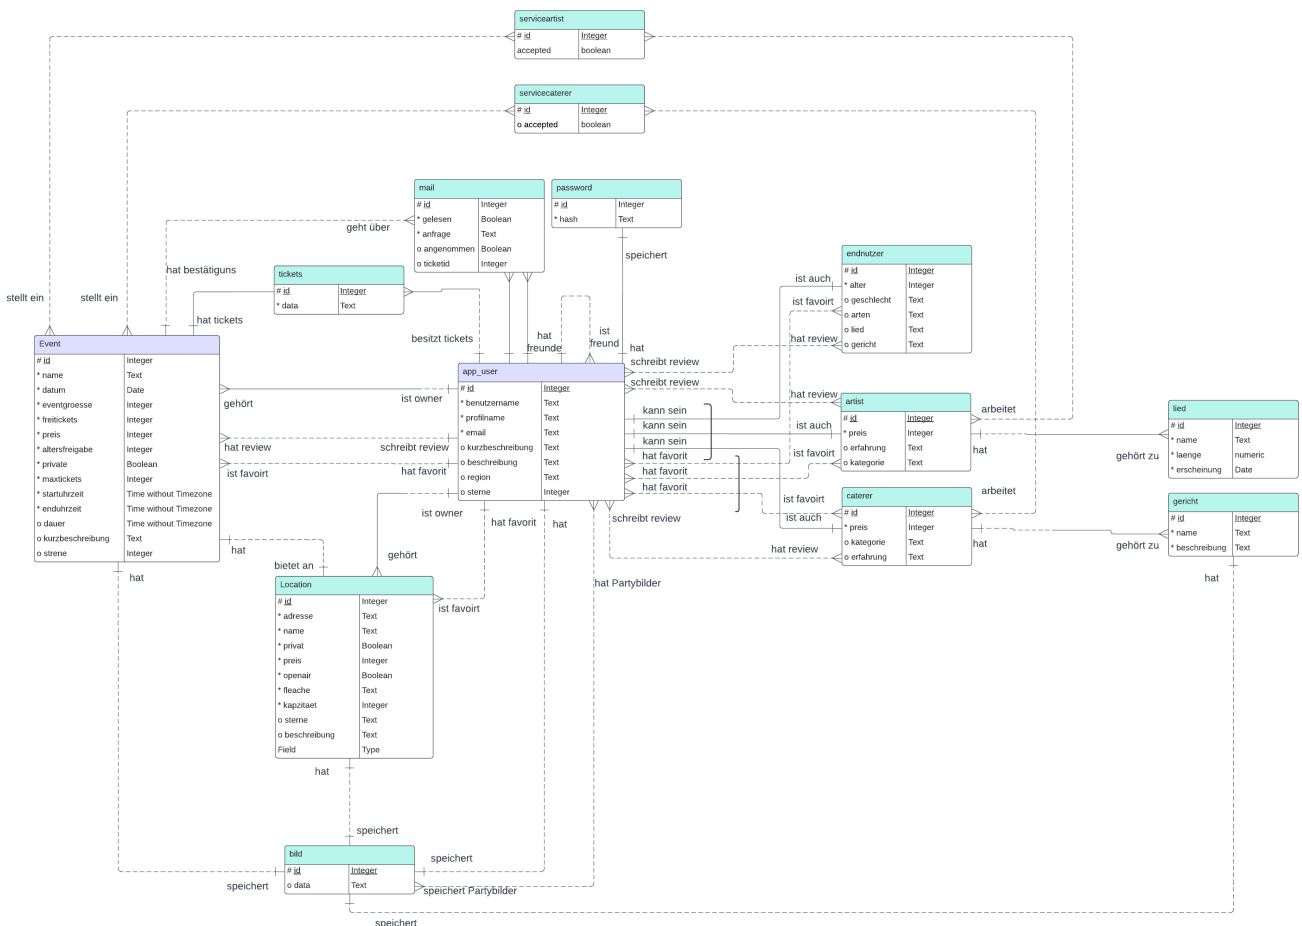 serviceartist
# id Integer
accepted boolean
servicecaterer
# id Integer
o accepted boolean
mail
# id Integer
* gelesen Boolean
* anfrage Text
o angenommen Boolean
o ticketid Integer
password
# id Integer
* hash Text
geht über
speichert
hat bestätiguns
tickets
# id Integer
* data Text
endnutzer
# id Integer
* alter Integer
o geschlecht Text
o arten Text
o lied Text
o gericht Text
ist auch
ist favoirt
hat review
stellt ein
stellt ein
hat tickets
besitzt tickets
hat freunde
ist freund
hat
schreibt review
schreibt review
Event
# id Integer
* name Text
* datum Date
* eventgroesse Integer
* freitickets Integer
* preis Integer
* altersfreigabe Integer
* private Boolean
* maxtickets Integer
* startuhrzeit Time without Timezone
* enduhrzeit Time without Timezone
o dauer Time without Timezone
o kurzbeschreibung Text
o strene Integer
app_user
# id Integer
* benutzername Text
* profilname Text
* email Text
o kurzbeschreibung Text
o beschreibung Text
o region Text
o sterne Integer
gehört
ist owner
hat review
schreibt review
ist favoirt
hat favorit
kann sein
kann sein
kann sein
hat favorit
hat favorit
hat favorit
hat review
ist auch
ist favoirt
artist
# id Integer
* preis Integer
o erfahrung Text
o kategorie Text
arbeitet
hat
gehört zu
lied
# id Integer
* name Text
* laenge numeric
* erscheinung Date
caterer
# id Integer
* preis Integer
o kategorie Text
o erfahrung Text
ist favoirt
ist auch
hat review
arbeitet
hat
gehört zu
gericht
# id Integer
* name Text
* beschreibung Text
hat
ist owner
hat favorit
hat
schreibt review
hat
bietet an
gehört
ist favoirt
hat Partybilder
hat
Location
# id Integer
* adresse Text
* name Text
* privat Boolean
* preis Integer
* openair Boolean
* fleache Text
* kapzitaet Integer
o sterne Text
o beschreibung Text
Field Type
hat
speichert
bild
# id Integer
o data Text
speichert
speichert
speichert Partybilder
speichert